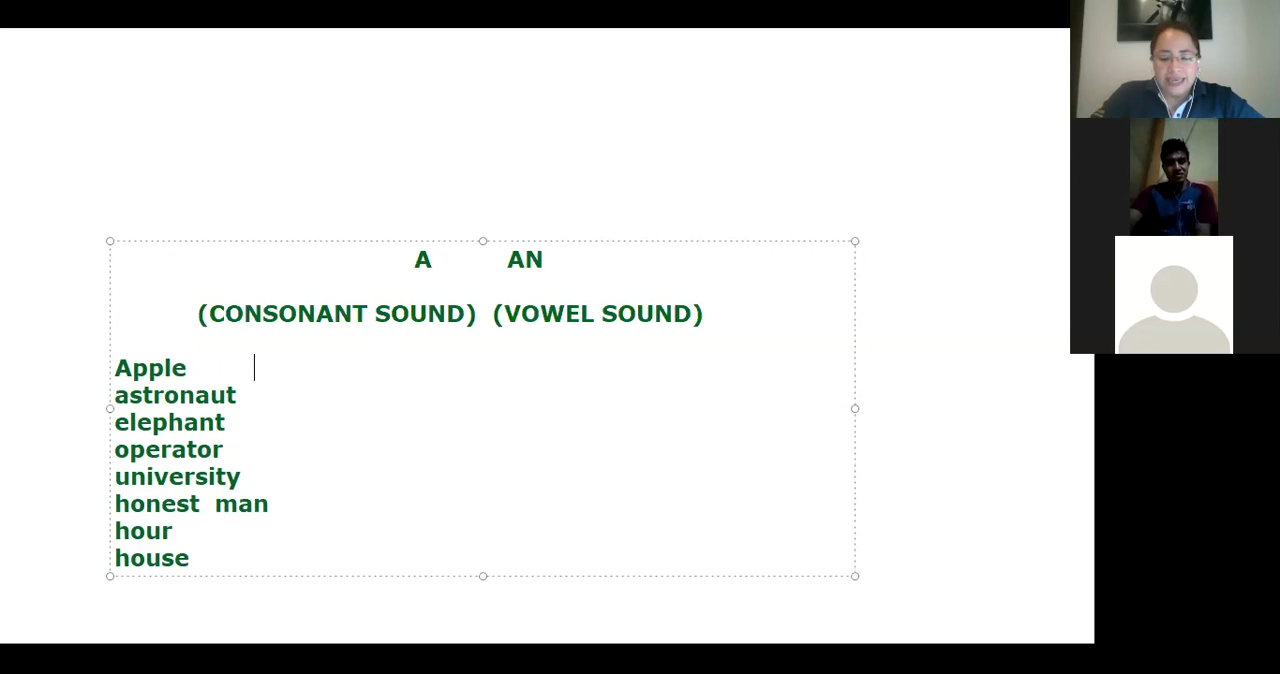 A AN
(CONSONANT SOUND) (VOWEL SOUND)
Apple
astronaut
elephant
operator
university
honest man
hour
house